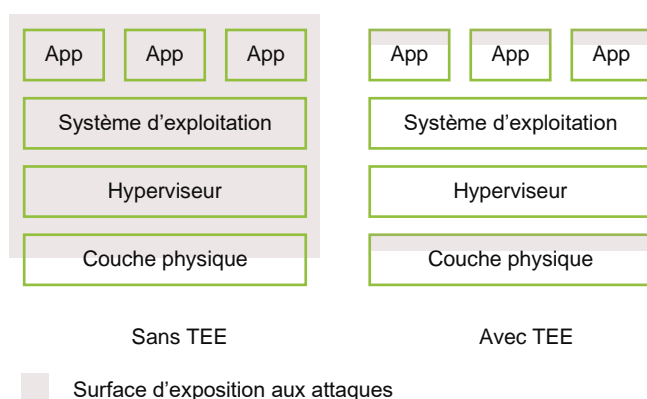 App App App App App App
Système d’exploitation Système d’exploitation
Hyperviseur Hyperviseur
Couche physique Couche physique
Sans TEE Avec TEE
Surface d’exposition aux attaques